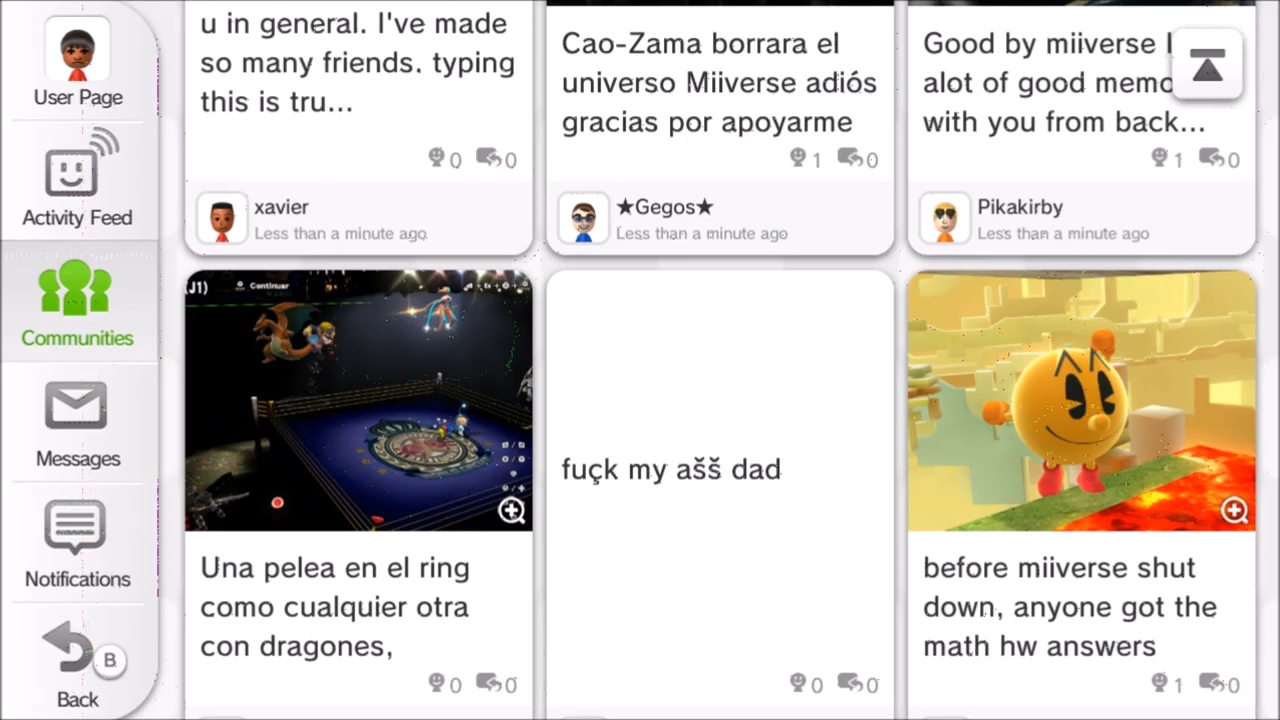 User Page
Activity Feed
Communities
Messages
Notifications
B
Back
u in general. I've made
so many friends. typing
this is tru...
0 0
xavier
Less than a minute ago
Cao-Zama borrara el
universo Miiverse adiós
gracias por apoyarme
1 0
★Gegos★
Less than a minute ago
Good by miiverse I
alot of good memo
with you from back...
1 0
Pikakirby
Less than a minute ago
J1)
Continuar
Una pelea en el ring
como cualquier otra
con dragones,
0 0
fuçk my ašš dad
0 0
before miiverse shut
down, anyone got the
math hw answers
1 0